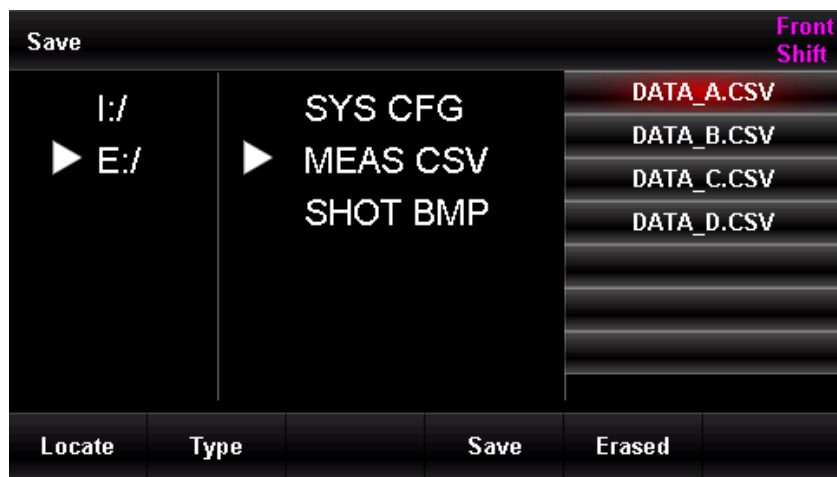 Save
Front
Shift
I:/
E:/
SYS CFG
MEAS CSV
SHOT BMP
DATA_A.CSV
DATA_B.CSV
DATA_C.CSV
DATA_D.CSV
Locate Type Save Erased